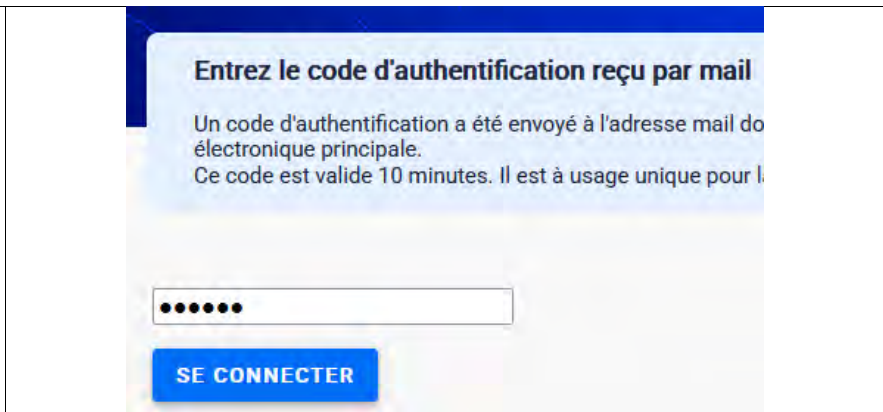 Entrez le code d'authentification reçu par mail
Un code d'authentification a été envoyé à l'adresse mail do
électronique principale.
Ce code est valide 10 minutes. Il est à usage unique pour l
••••••
SE CONNECTER